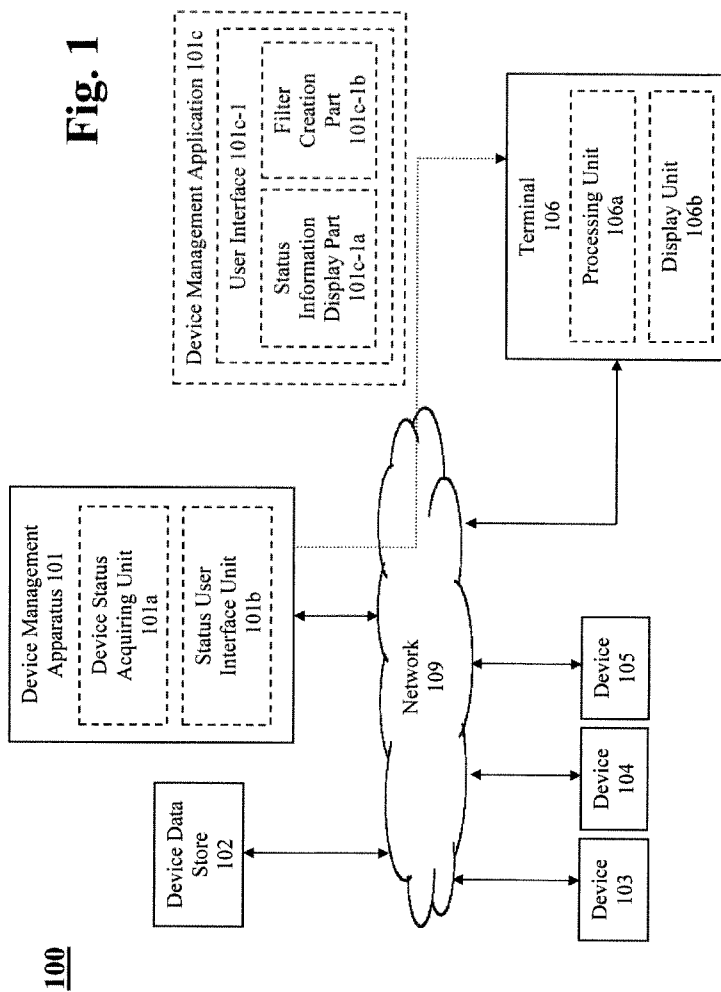 100
Fig. 1
Device Data
Store
102
Device Management
Apparatus 101
Device Status
Acquiring Unit
101a
Status User
Interface Unit
101b
Device Management Application 101c
User Interface 101c-1
Status
Information
Display Part
101c-1a
Filter
Creation
Part
101c-1b
Network
109
Device
103
Device
104
Device
105
Terminal
106
Processing Unit
106a
Display Unit
106b